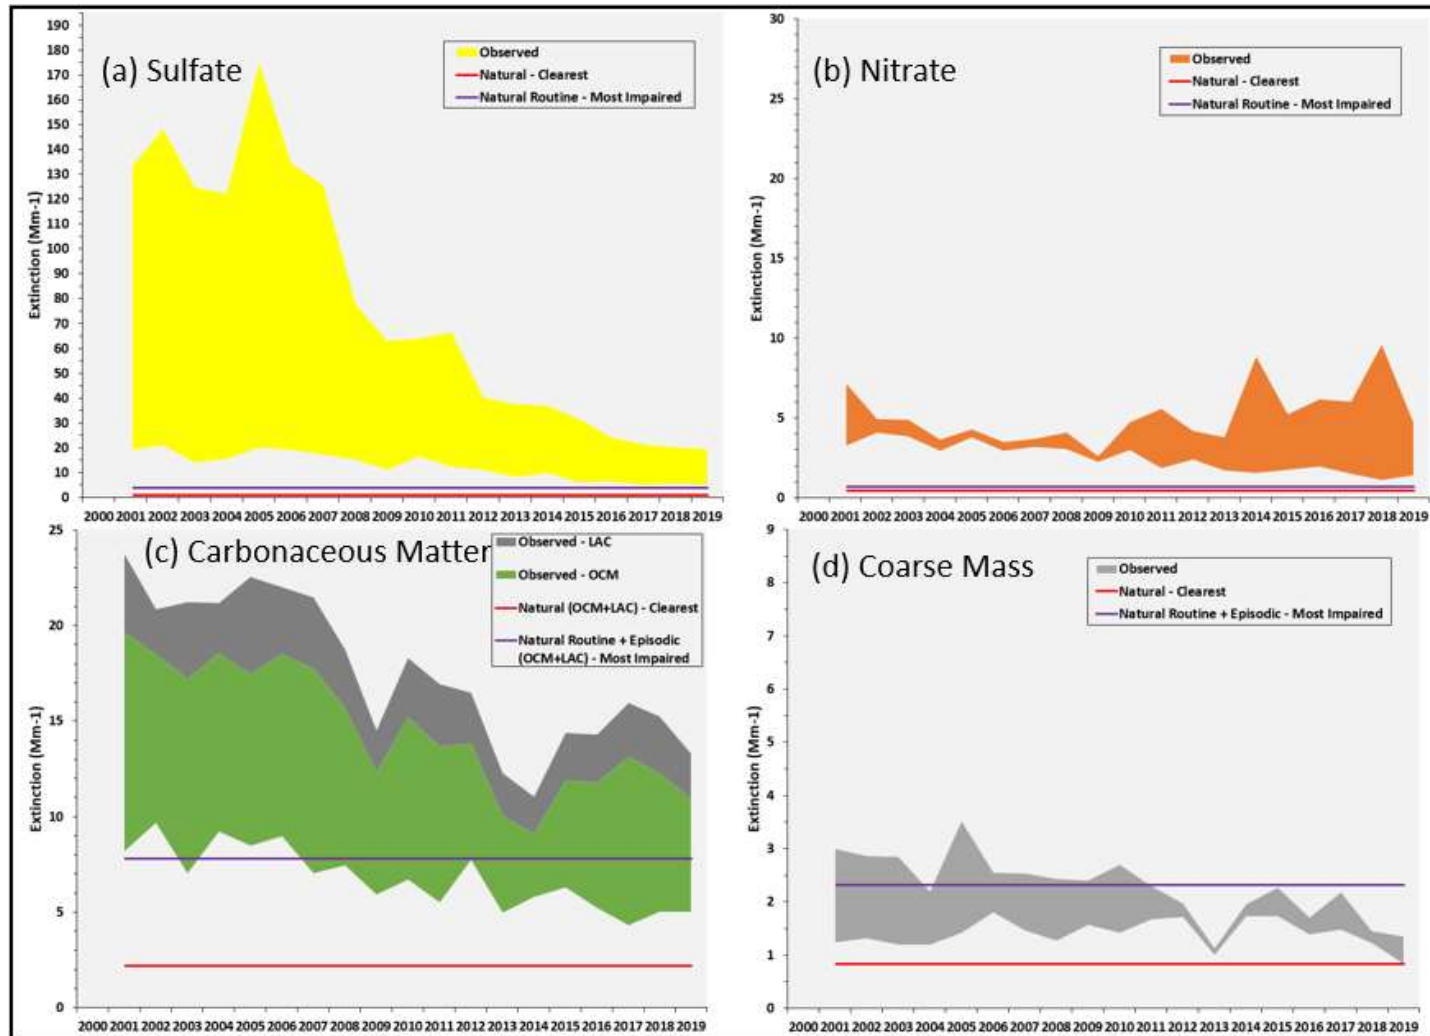 (a) Sulfate
Observed
Natural - Clearest
Natural Routine - Most Impaired
Extinction (Mm-1)
195
190
180
170
160
150
140
130
120
110
100
90
80
70
60
50
40
30
20
10
0
2000 2001 2002 2003 2004 2005 2006 2007 2008 2009 2010 2011 2012 2013 2014 2015 2016 2017 2018 2019
(b) Nitrate
Observed
Natural - Clearest
Natural Routine - Most Impaired
Extinction (Mm-1)
30
25
20
15
10
5
0
2000 2001 2002 2003 2004 2005 2006 2007 2008 2009 2010 2011 2012 2013 2014 2015 2016 2017 2018 2019
(c) Carbonaceous Matter
Observed - LAC
Observed - OCM
Natural (OCM+LAC) - Clearest
Natural Routine + Episodic
(OCM+LAC) - Most Impaired
Extinction (Mm-1)
25
20
15
10
5
0
2000 2001 2002 2003 2004 2005 2006 2007 2008 2009 2010 2011 2012 2013 2014 2015 2016 2017 2018 2019
(d) Coarse Mass
Observed
Natural - Clearest
Natural Routine + Episodic - Most Impaired
Extinction (Mm-1)
9
8
7
6
5
4
3
2
1
0
2000 2001 2002 2003 2004 2005 2006 2007 2008 2009 2010 2011 2012 2013 2014 2015 2016 2017 2018 2019